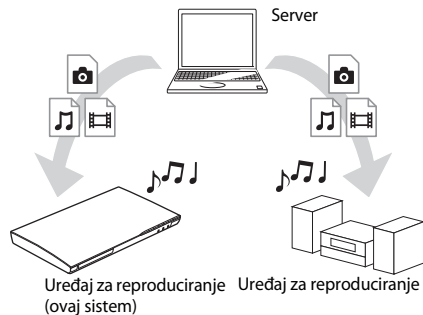 Server
Uređaj za reproduciranje
(ovaj sistem)
Uređaj za reproduciranje